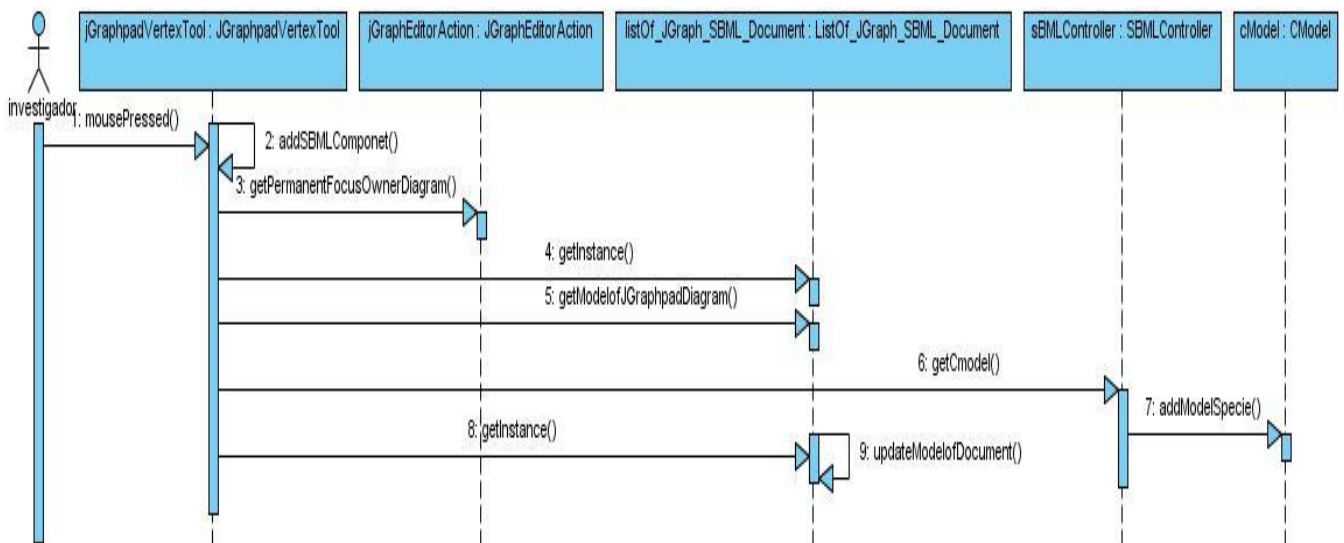 jGraphpadVertexTool : JGraphpadVertexTool
jGraphEditorAction : JGraphEditorAction
listOf_JGraph_SBML_Document : ListOf_JGraph_SBML_Document
sBMLController : SBMLController
cModel : CModel
investigador
1: mousePressed()
2: addSBMLComponet()
3: getPermanentFocusOwnerDiagram()
4: getInstance()
5: getModelofJGraphpadDiagram()
6: getCmodel()
7: addModelSpecie()
8: getInstance()
9: updateModelofDocument()